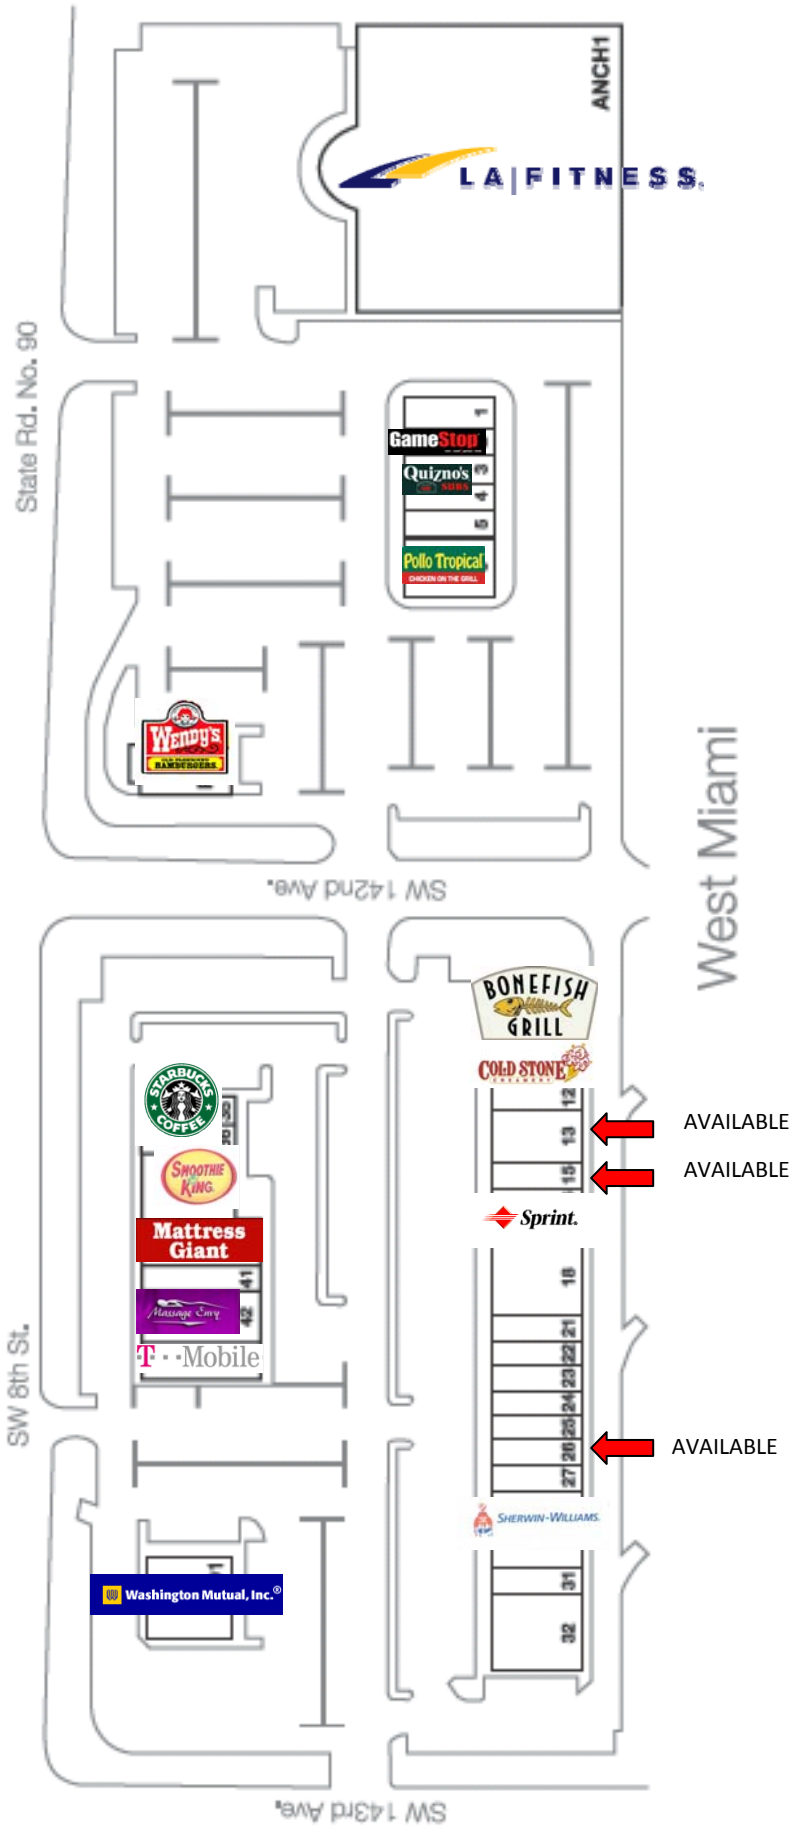 ANCH1
LA FITNESS.
State Rd. No. 90
1
GameStop
3
Quizno's
SUBS
4
5
Pollo Tropical
CHICKEN ON THE GRILL
WENDY'S
OLD FASHIONED
HAMBURGERS.
West Miami
SW 142nd Ave.
BONEFISH
GRILL
COLD STONE
CREAMERY
STARBUCKS
COFFEE
35
36
12
13
AVAILABLE
15
AVAILABLE
SMOOTHIE
KING.
Sprint.
Mattress
Giant
41
18
Massage Envy
42
T··Mobile
SW 8th St.
21
22
23
24
25
26
AVAILABLE
27
SHERWIN-WILLIAMS.
Washington Mutual, Inc.®
31
32
SW 143rd Ave.